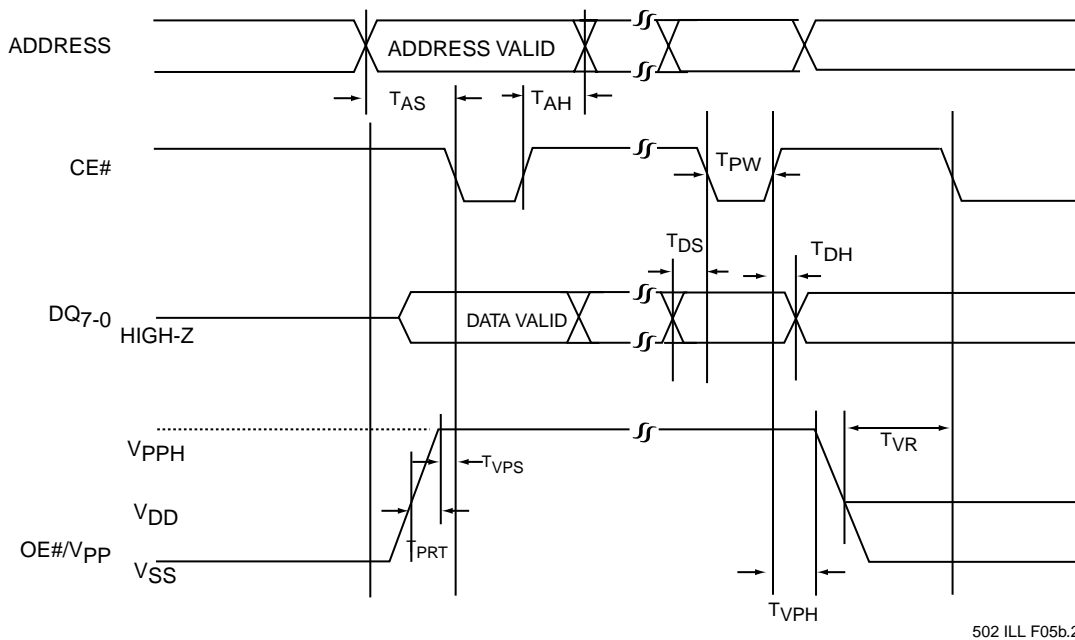 ADDRESS
ADDRESS VALID
TAS
TAH
CE#
TPW
TDS
TDH
DQ7-0
HIGH-Z
DATA VALID
VPPH
TVPS
TVR
VDD
OE#/VPP
TPRT
VSS
TVPH
502 ILL F05b.2